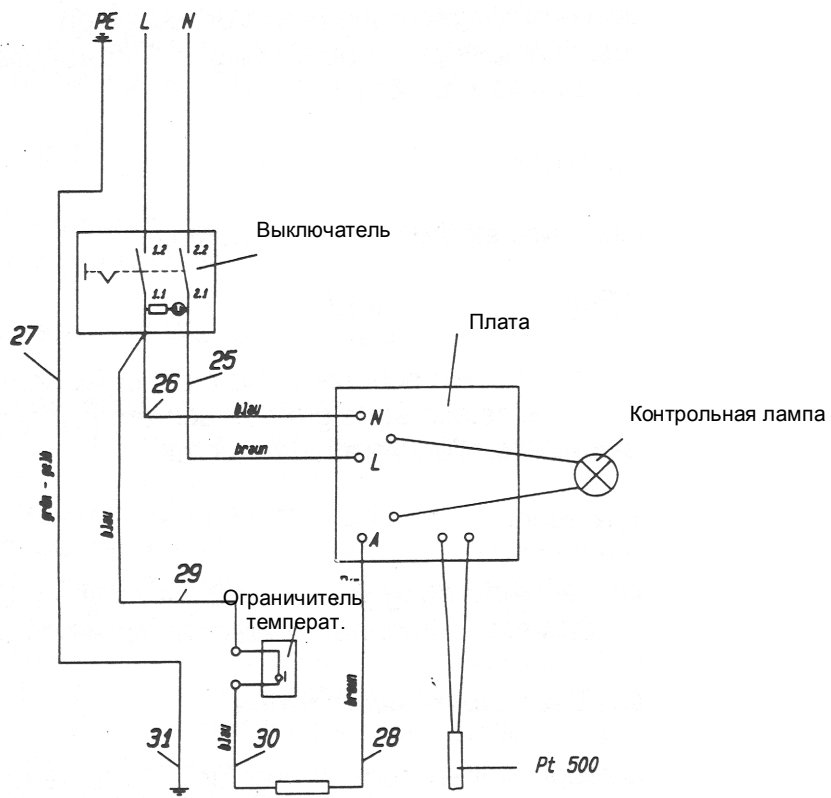 PE L N
Выключатель
1.2 2.2
1.1 2.1
27
25
26
Плата
blau
N
Контрольная лампа
braun
L
grün - gelb
blau
A
29
Ограничитель
температ.
braun
31
blau
30
28
Pt 500